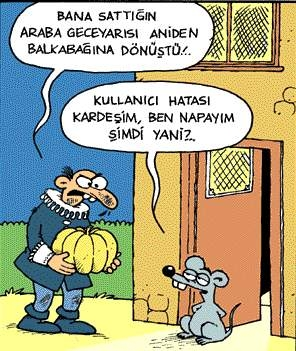 BANA SATTIĞIN
ARABA GECEYARISI ANİDEN
BALKABAĞINA DÖNÜŞTÜ!..
KULLANICI HATASI
KARDEŞİM, BEN NAPAYIM
ŞİMDİ YANİ?..